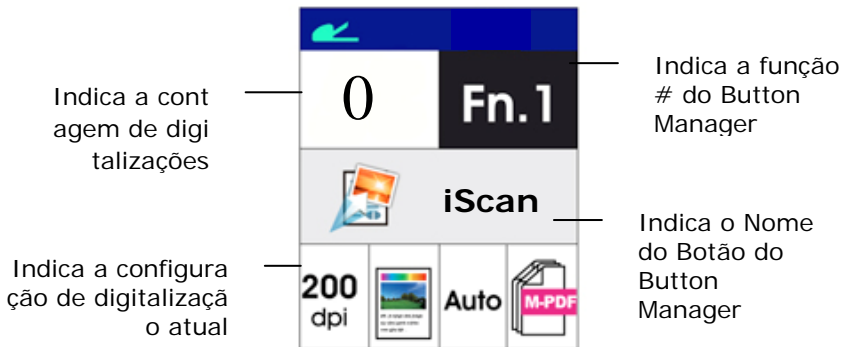 Indica a cont
agem de digi
talizações
0
Fn.1
Indica a função
# do Button
Manager
iScan
Indica o Nome
do Botão do
Button
Manager
Indica a configura
ção de digitalizaçã
o atual
200
dpi
Auto
M-PDF